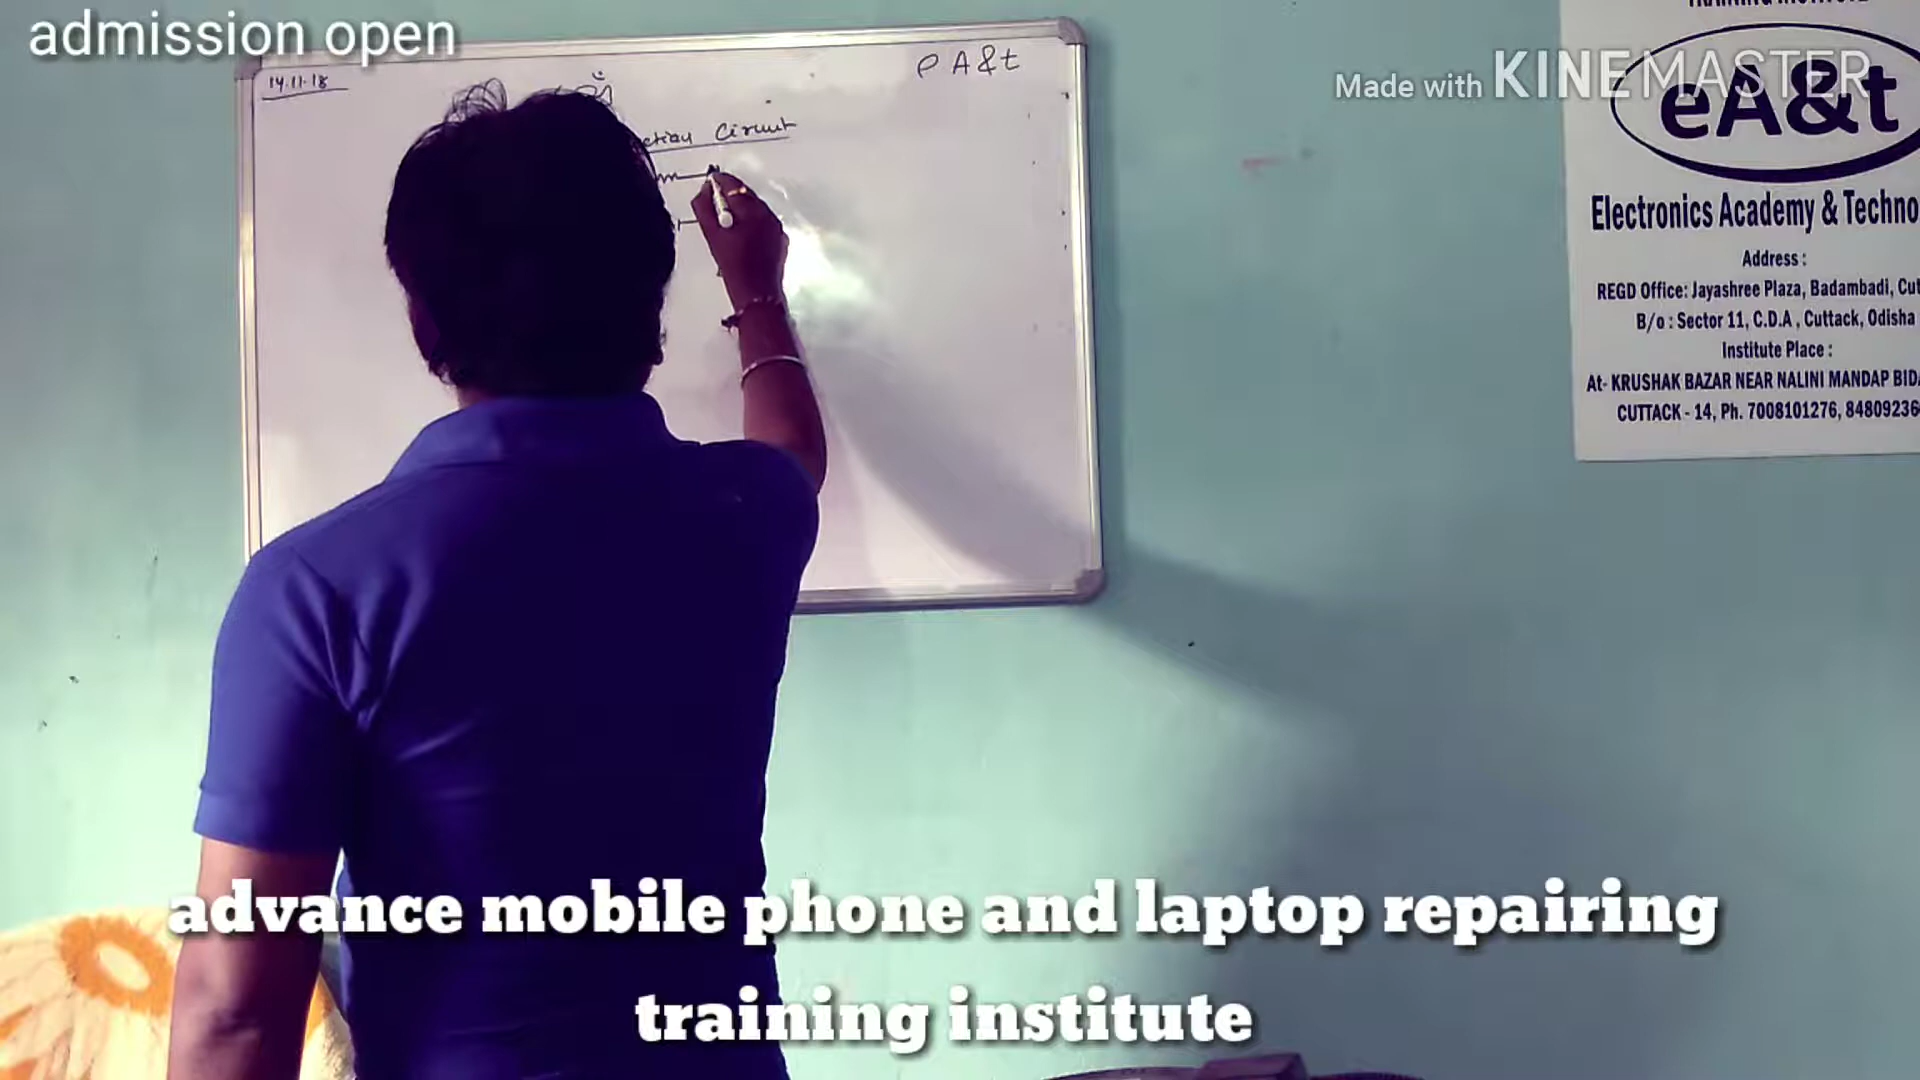 admission open
14.11.18
eA&t
Circuit
Made with KINEMASTER
eA&t
Electronics Academy & Techno
Address :
REGD Office: Jayashree Plaza, Badambadi, Cut
B/o : Sector 11, C.D.A , Cuttack, Odisha
Institute Place :
At- KRUSHAK BAZAR NEAR NALINI MANDAP BIDA
CUTTACK - 14, Ph. 7008101276, 84809236
advance mobile phone and laptop repairing
training institute